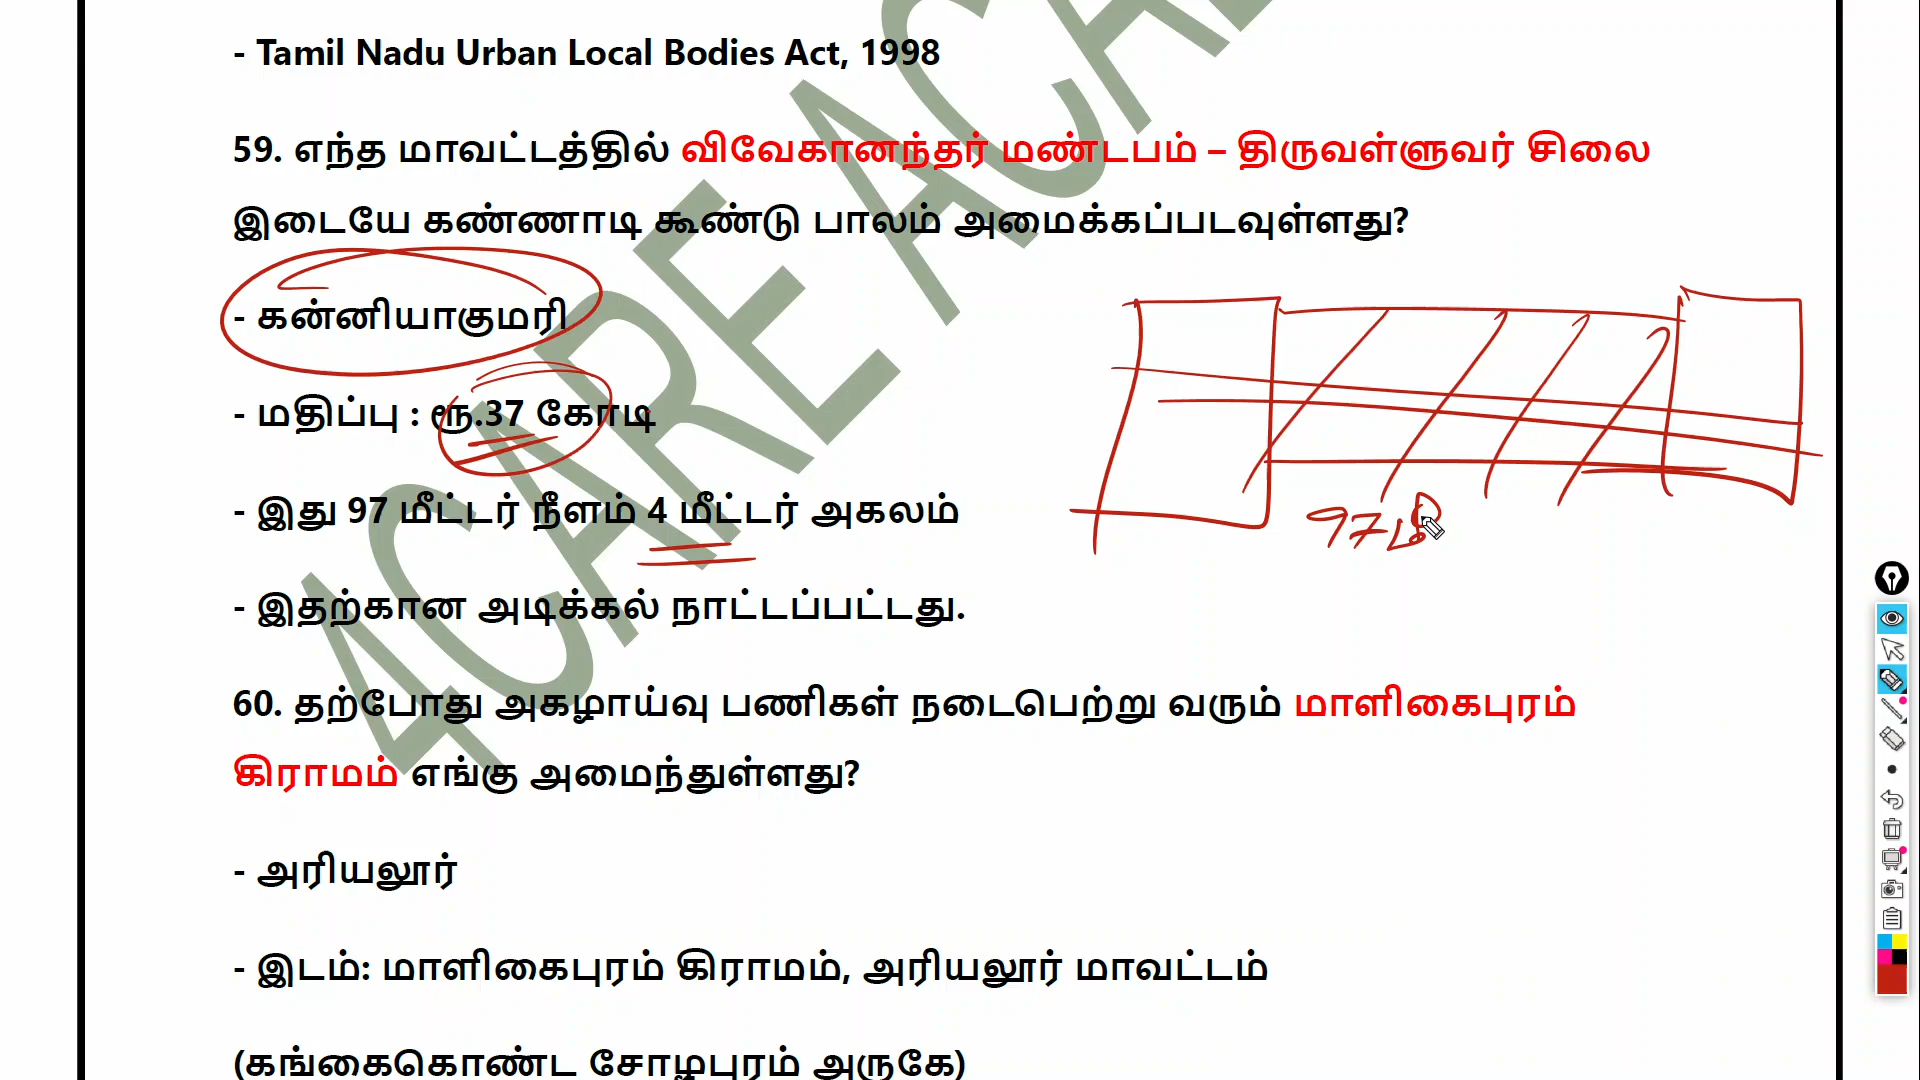 - Tamil Nadu Urban Local Bodies Act, 1998
59. எந்த மாவட்டத்தில் விவேகானந்தர் மண்டபம் – திருவள்ளுவர் சிலை
இடையே கண்ணாடி கூண்டு பாலம் அமைக்கப்படவுள்ளது?
- கன்னியாகுமரி
- மதிப்பு : ரூ.37 கோடி
- இது 97 மீட்டர் நீளம் 4 மீட்டர் அகலம்
97மீ
- இதற்கான அடிக்கல் நாட்டப்பட்டது.
60. தற்போது அகழாய்வு பணிகள் நடைபெற்று வரும் மாளிகைபுரம்
கிராமம் எங்கு அமைந்துள்ளது?
- அரியலூர்
- இடம்: மாளிகைபுரம் கிராமம், அரியலூர் மாவட்டம்
(கங்கைகொண்ட சோழபுரம் அருகே)
4CARE ACA